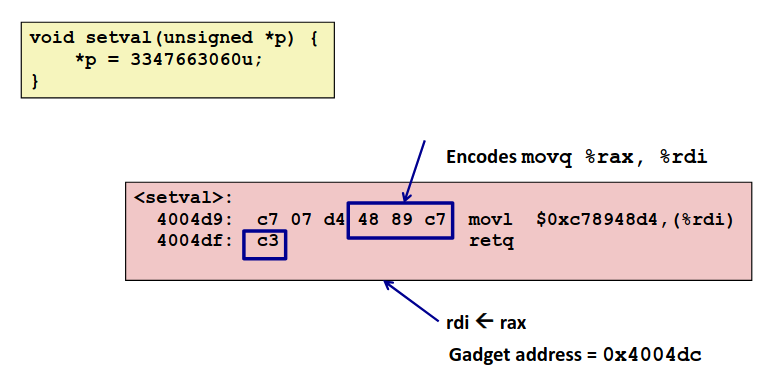 void setval(unsigned *p) {
    *p = 3347663060u;
}
Encodes movq %rax, %rdi
<setval>:
  4004d9:  c7 07 d4 48 89 c7  movl  $0xc78948d4,(%rdi)
  4004df:  c3                 retq
rdi ← rax
Gadget address = 0x4004dc